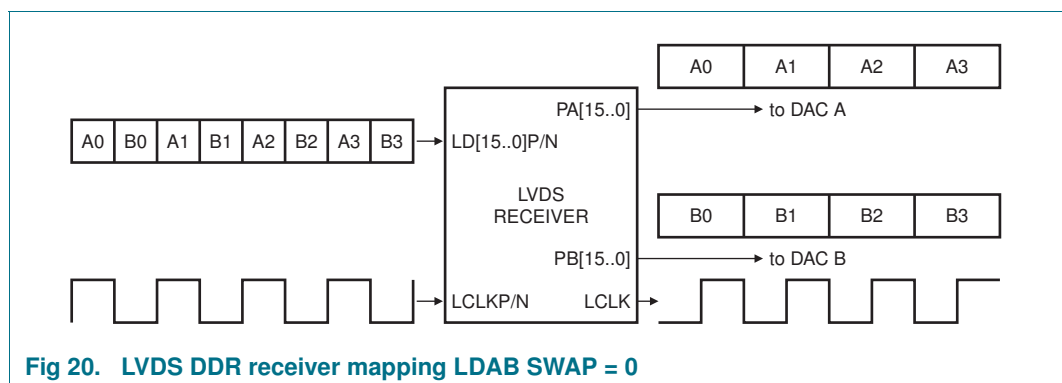 A0 A1 A2 A3
PA[15..0]
to DAC A
A0 B0 A1 B1 A2 B2 A3 B3
LD[15..0]P/N
LVDS
RECEIVER
B0 B1 B2 B3
PB[15..0]
to DAC B
LCLKP/N
LCLK
Fig 20. LVDS DDR receiver mapping LDAB SWAP = 0